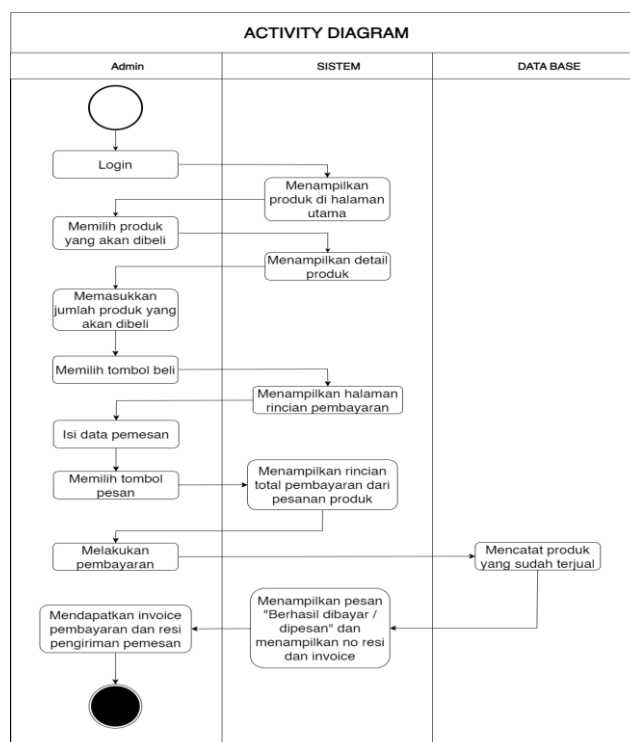 ACTIVITY DIAGRAM
Admin
SISTEM
DATA BASE
Login
Menampilkan
produk di halaman
utama
Memilih produk
yang akan dibeli
Menampilkan detail
produk
Memasukkan
jumlah produk yang
akan dibeli
Memilih tombol beli
Menampilkan halaman
rincian pembayaran
Isi data pemesan
Memilih tombol
pesan
Menampilkan rincian
total pembayaran dari
pesanan produk
Melakukan
pembayaran
Mencatat produk
yang sudah terjual
Menampilkan pesan
"Berhasil dibayar /
dipesan" dan
menampilkan no resi
dan invoice
Mendapatkan invoice
pembayaran dan resi
pengiriman pemesan